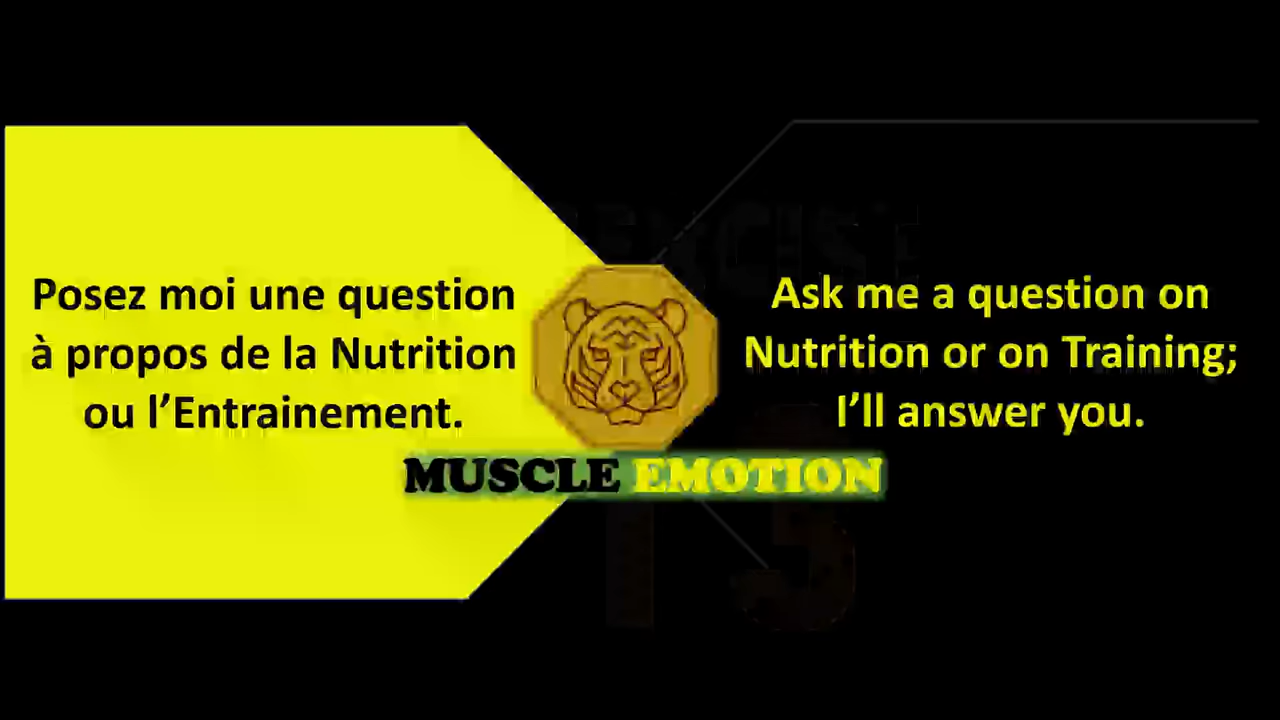 Posez moi une question
à propos de la Nutrition
ou l’Entrainement.
Ask me a question on
Nutrition or on Training;
I’ll answer you.
MUSCLE EMOTION